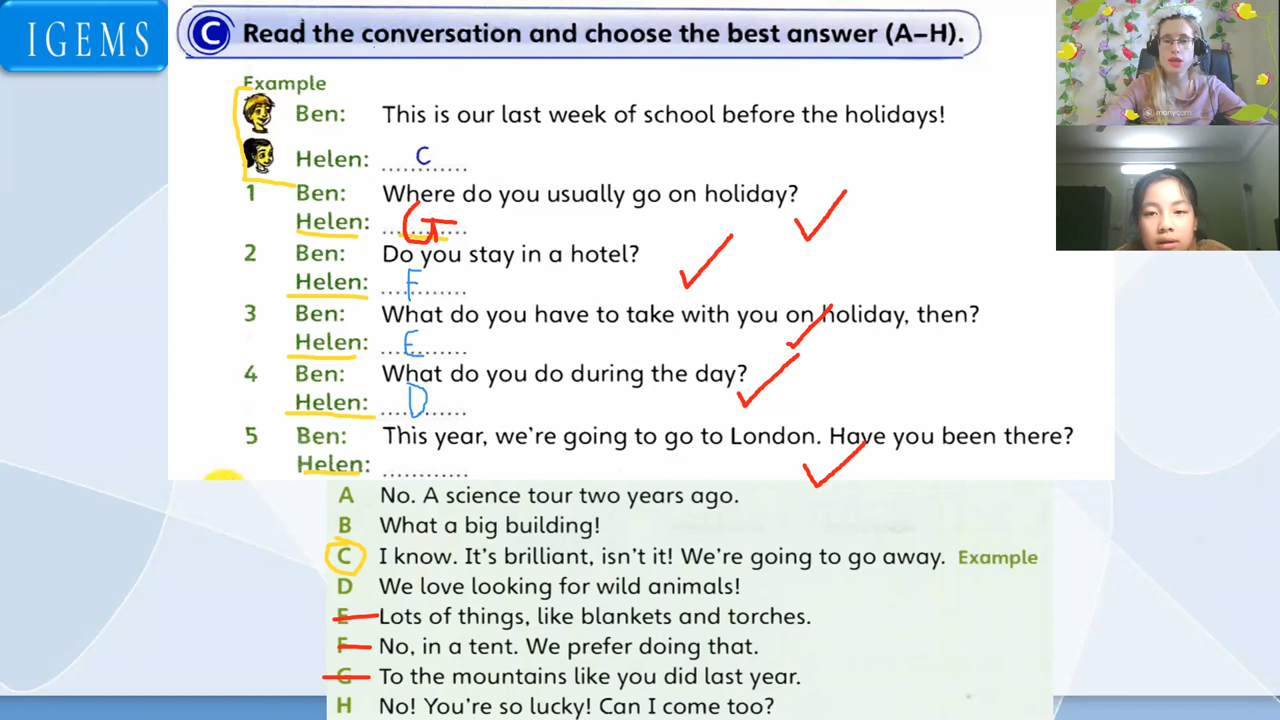 IGEMS
C Read the conversation and choose the best answer (A–H).
Example
Ben: This is our last week of school before the holidays!
Helen: C
1 Ben: Where do you usually go on holiday?
Helen: G
2 Ben: Do you stay in a hotel?
Helen: F
3 Ben: What do you have to take with you on holiday, then?
Helen: E
4 Ben: What do you do during the day?
Helen: D
5 Ben: This year, we're going to go to London. Have you been there?
Helen: ............
A No. A science tour two years ago.
B What a big building!
C I know. It's brilliant, isn't it! We're going to go away. Example
D We love looking for wild animals!
E Lots of things, like blankets and torches.
F No, in a tent. We prefer doing that.
G To the mountains like you did last year.
H No! You're so lucky! Can I come too?
manycam